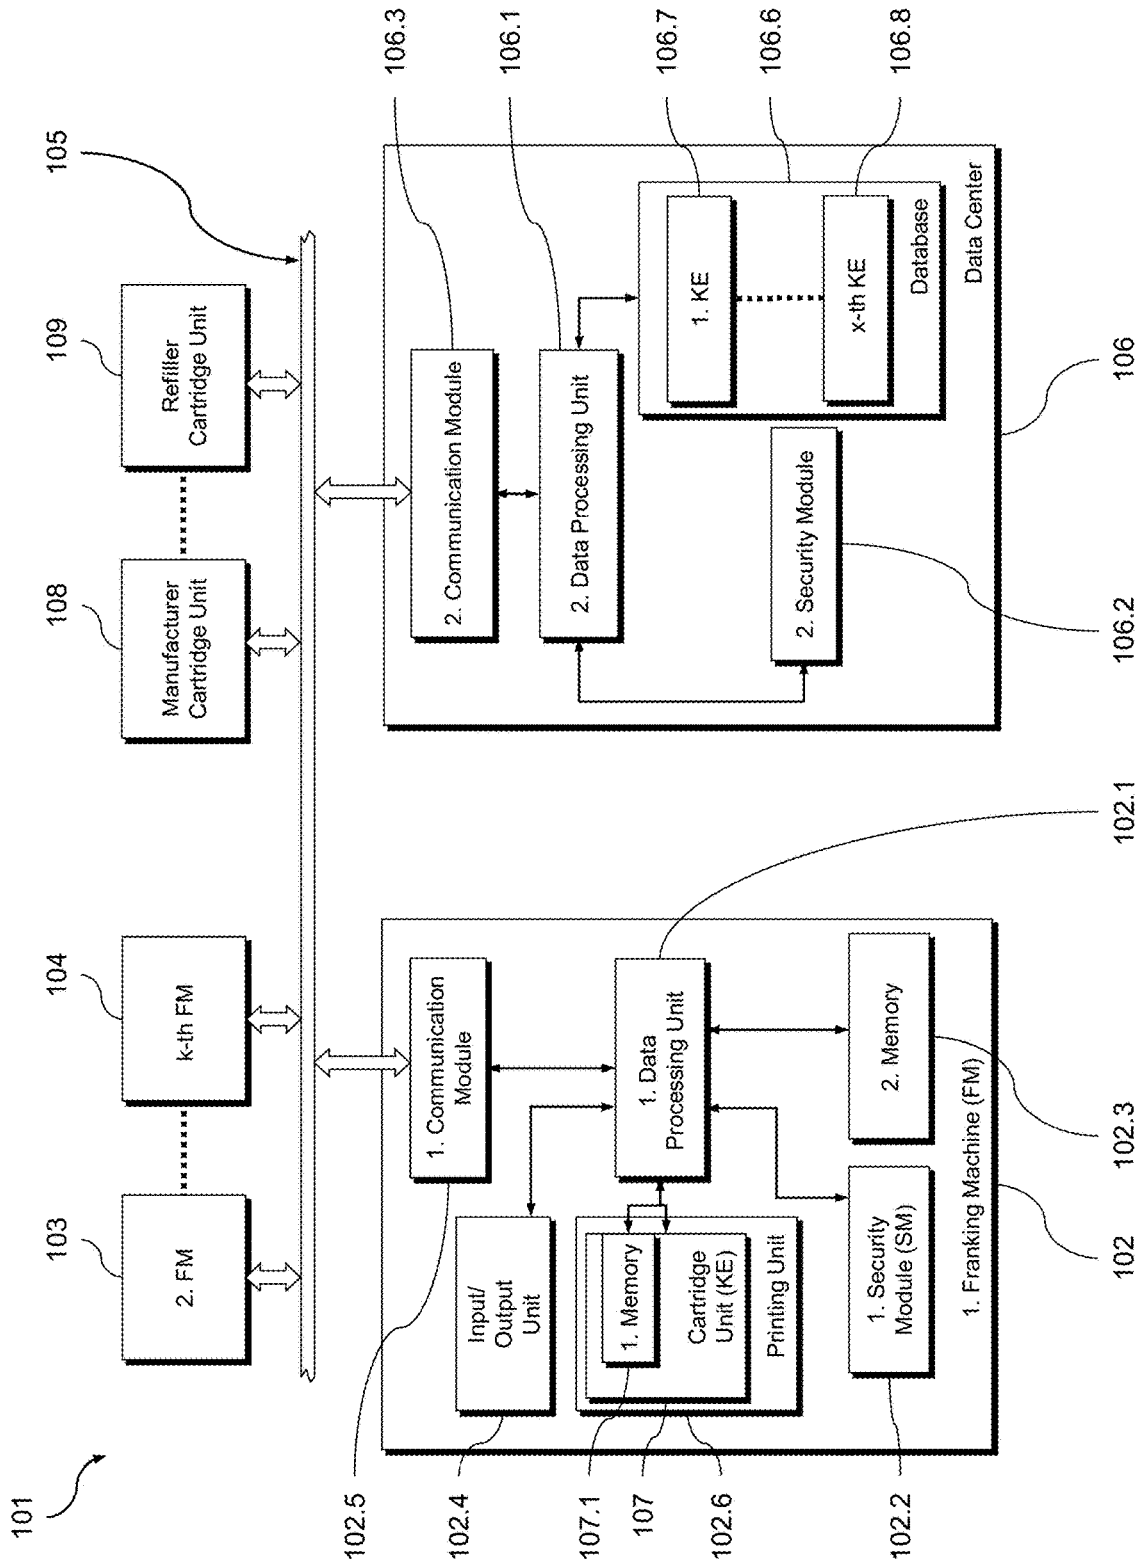 101
103
104
108
109
105
2. FM
k-th FM
Manufacturer
Cartridge Unit
Refiller
Cartridge Unit
102.5
102.4
107.1
107
102.6
102.2
1. Communication
Module
Input/
Output
Unit
1. Memory
Cartridge
Unit (KE)
Printing Unit
1. Data
Processing Unit
1. Security
Module (SM)
2. Memory
1. Franking Machine (FM)
102
102.3
102.1
106.3
106.1
106.7
106.6
106.8
2. Communication Module
2. Data Processing Unit
2. Security Module
1. KE
x-th KE
Database
Data Center
106.2
106